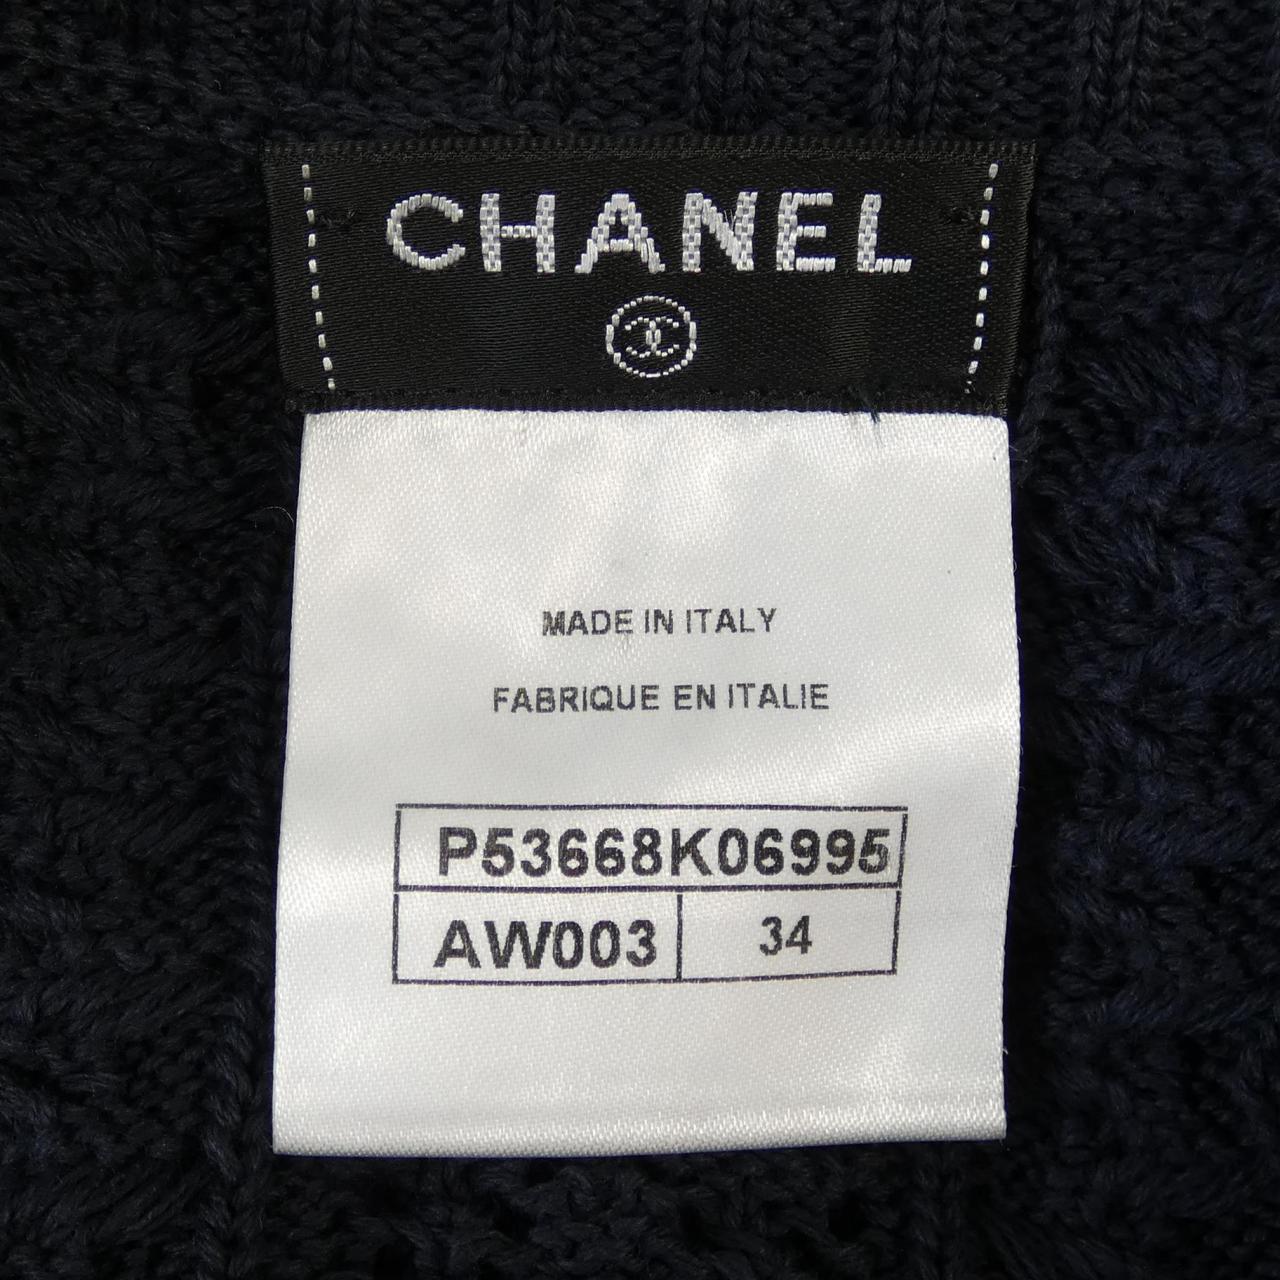 CHANEL
MADE IN ITALY
FABRIQUE EN ITALIE
P53668K06995
AW003 34